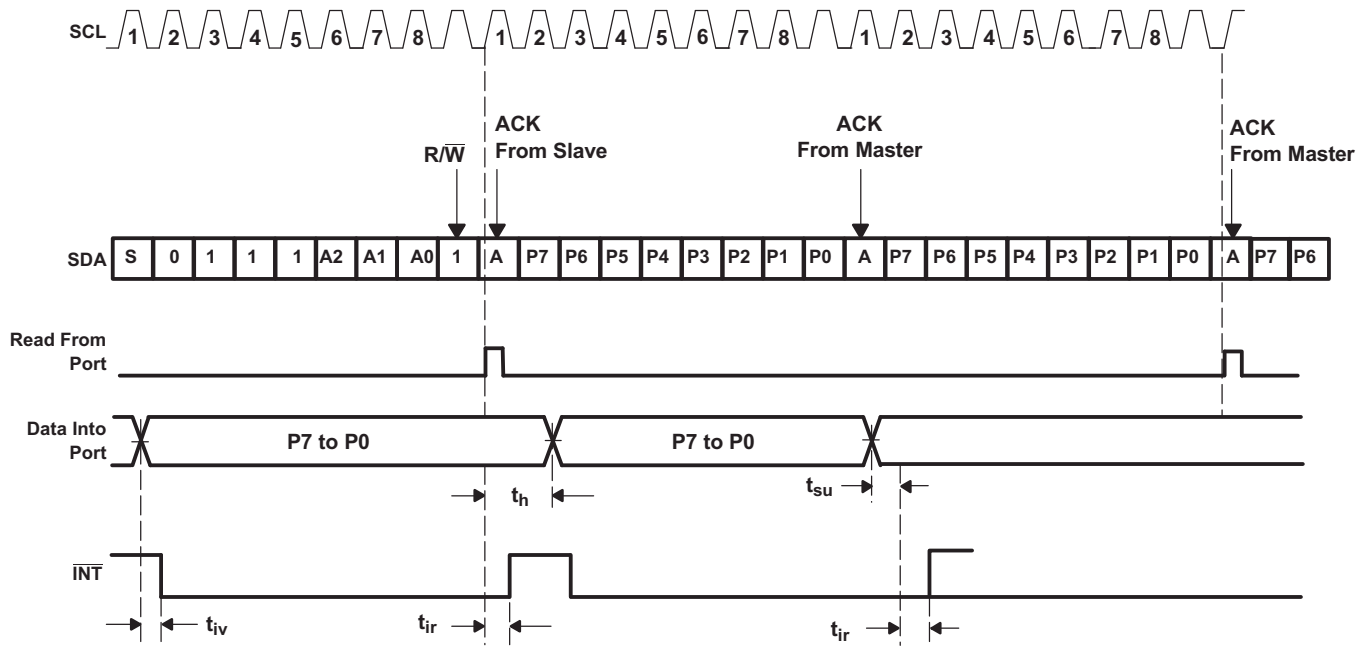 SCL 1 2 3 4 5 6 7 8 1 2 3 4 5 6 7 8 1 2 3 4 5 6 7 8
R/W̅
ACK
From Slave
ACK
From Master
ACK
From Master
SDA S 0 1 1 1 A2 A1 A0 1 A P7 P6 P5 P4 P3 P2 P1 P0 A P7 P6 P5 P4 P3 P2 P1 P0 A P7 P6
Read From
Port
Data Into
Port
P7 to P0 P7 to P0
th tsu
I̅N̅T̅
tiv tir tir